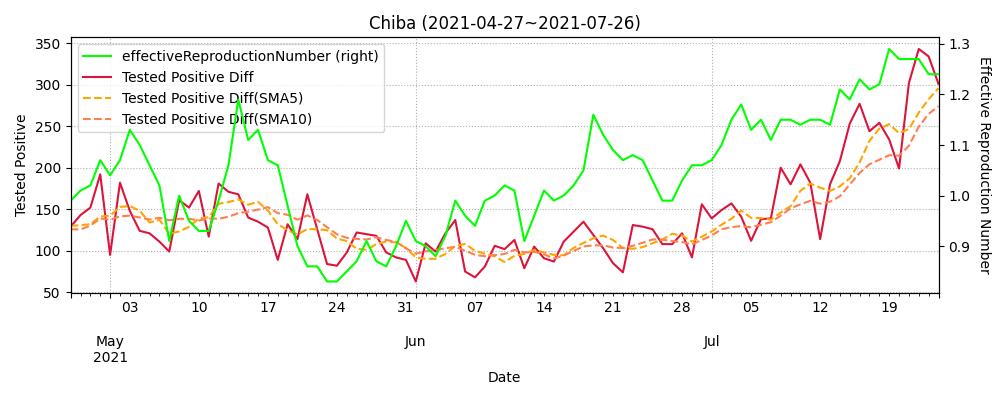 Chiba (2021-04-27~2021-07-26)
effectiveReproductionNumber (right)
Tested Positive Diff
Tested Positive Diff(SMA5)
Tested Positive Diff(SMA10)
Tested Positive
350
300
250
200
150
100
50
1.3
1.2
1.1
1.0
0.9
Effective Reproduction Number
03 10 17 24 31 07 14 21 28 05 12 19
May Jun Jul
2021
Date